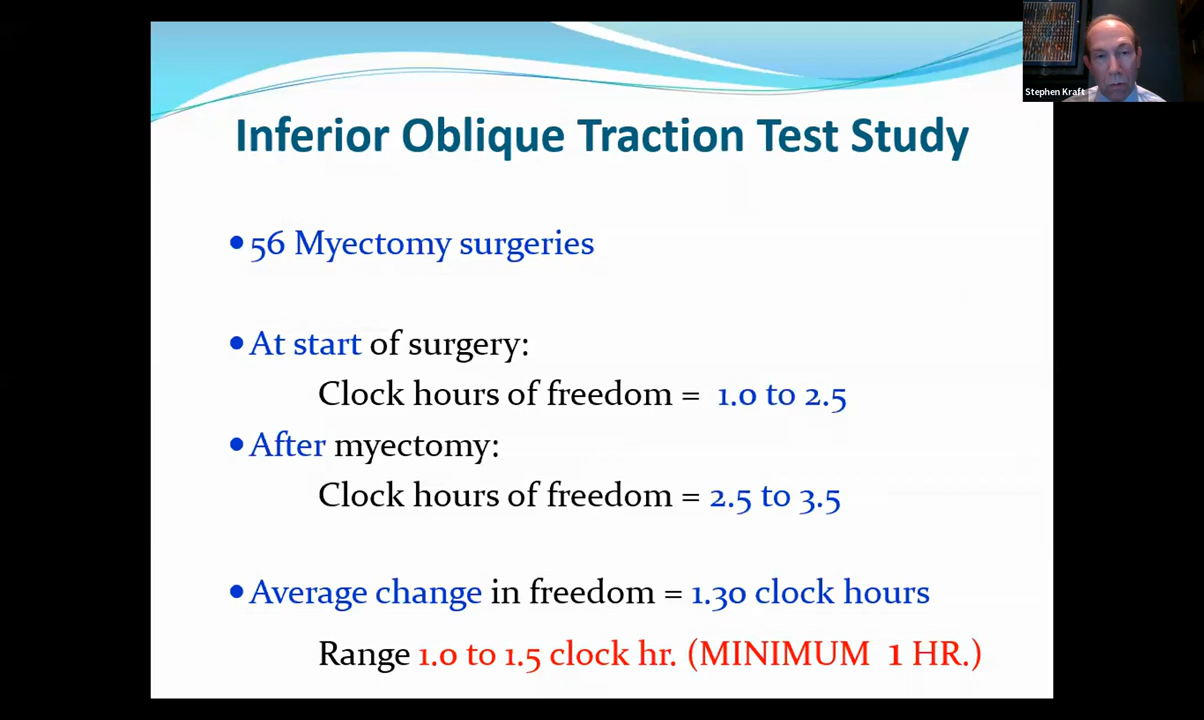 Stephen Kraft
Inferior Oblique Traction Test Study
•56 Myectomy surgeries
•At start of surgery:
Clock hours of freedom = 1.0 to 2.5
•After myectomy:
Clock hours of freedom = 2.5 to 3.5
•Average change in freedom = 1.30 clock hours
Range 1.0 to 1.5 clock hr. (MINIMUM 1 HR.)